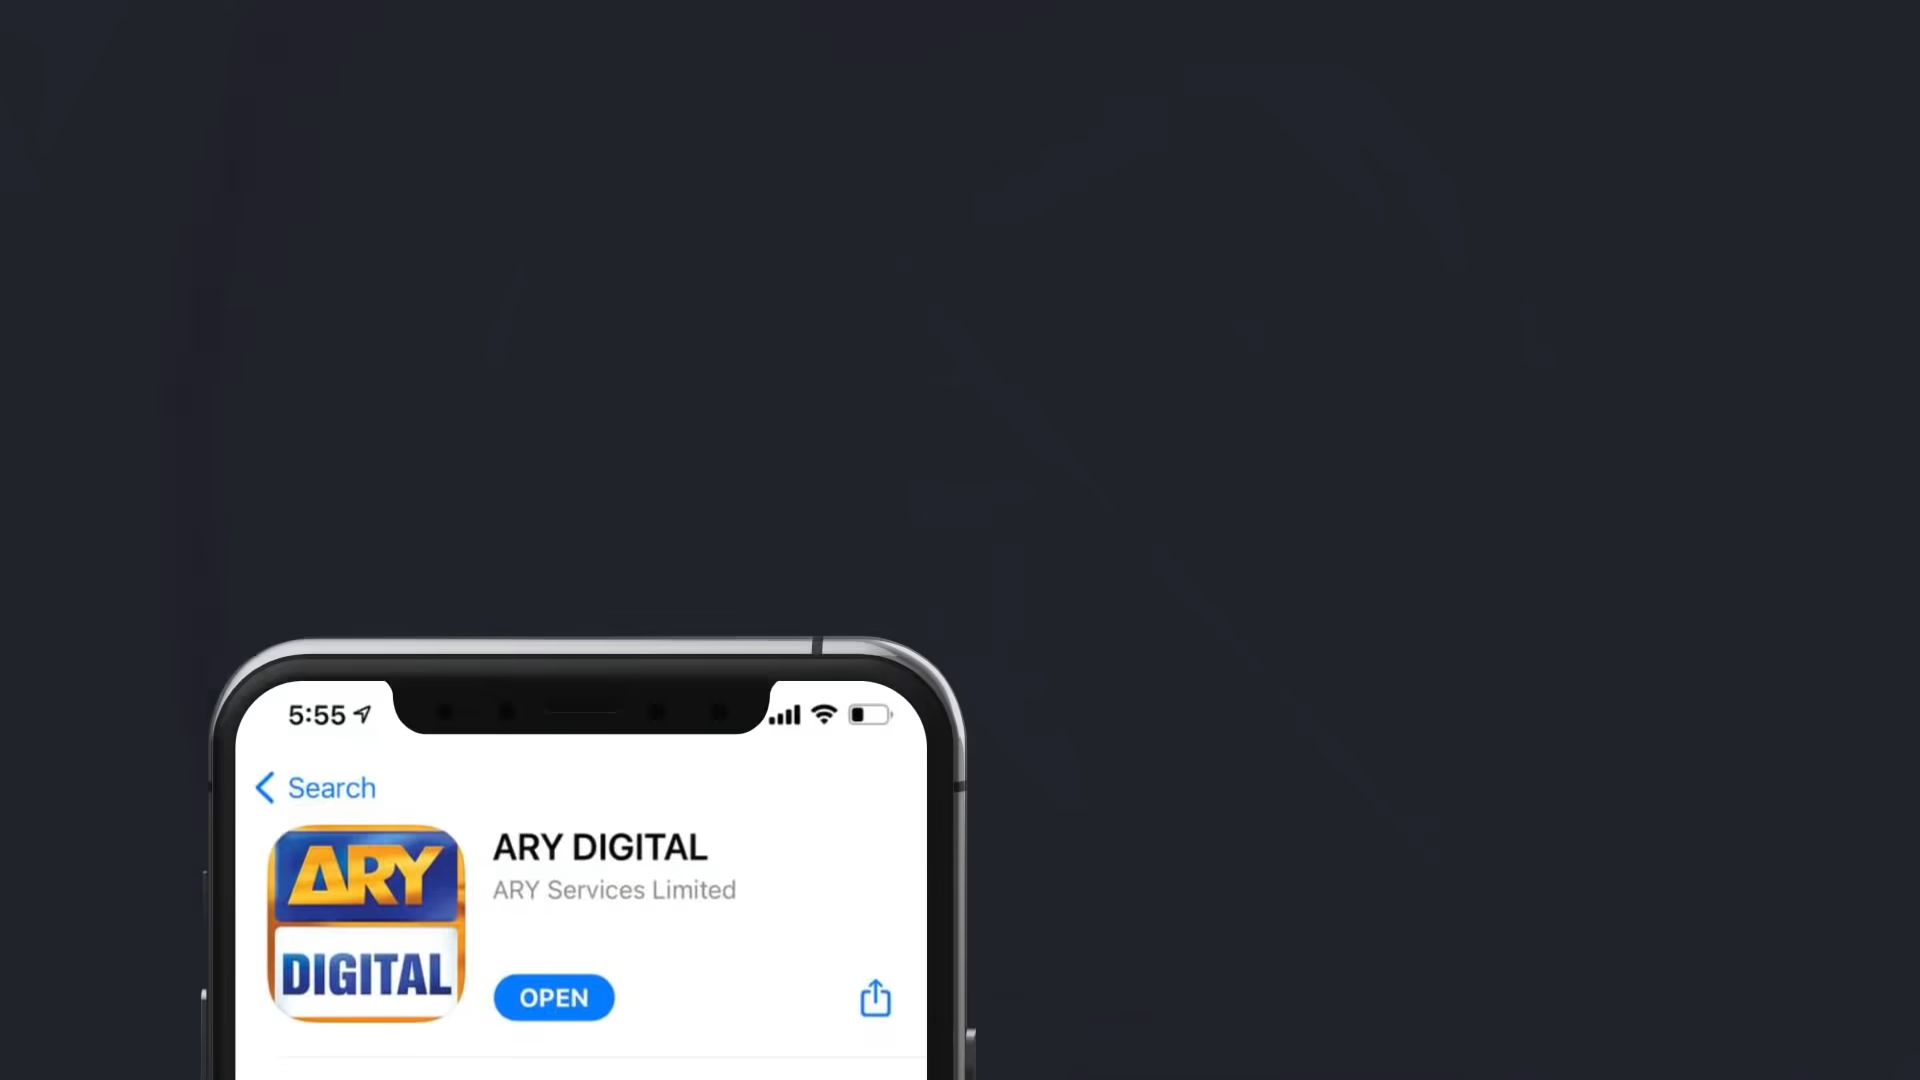 5:55
Search
ARY
DIGITAL
ARY DIGITAL
ARY Services Limited
OPEN